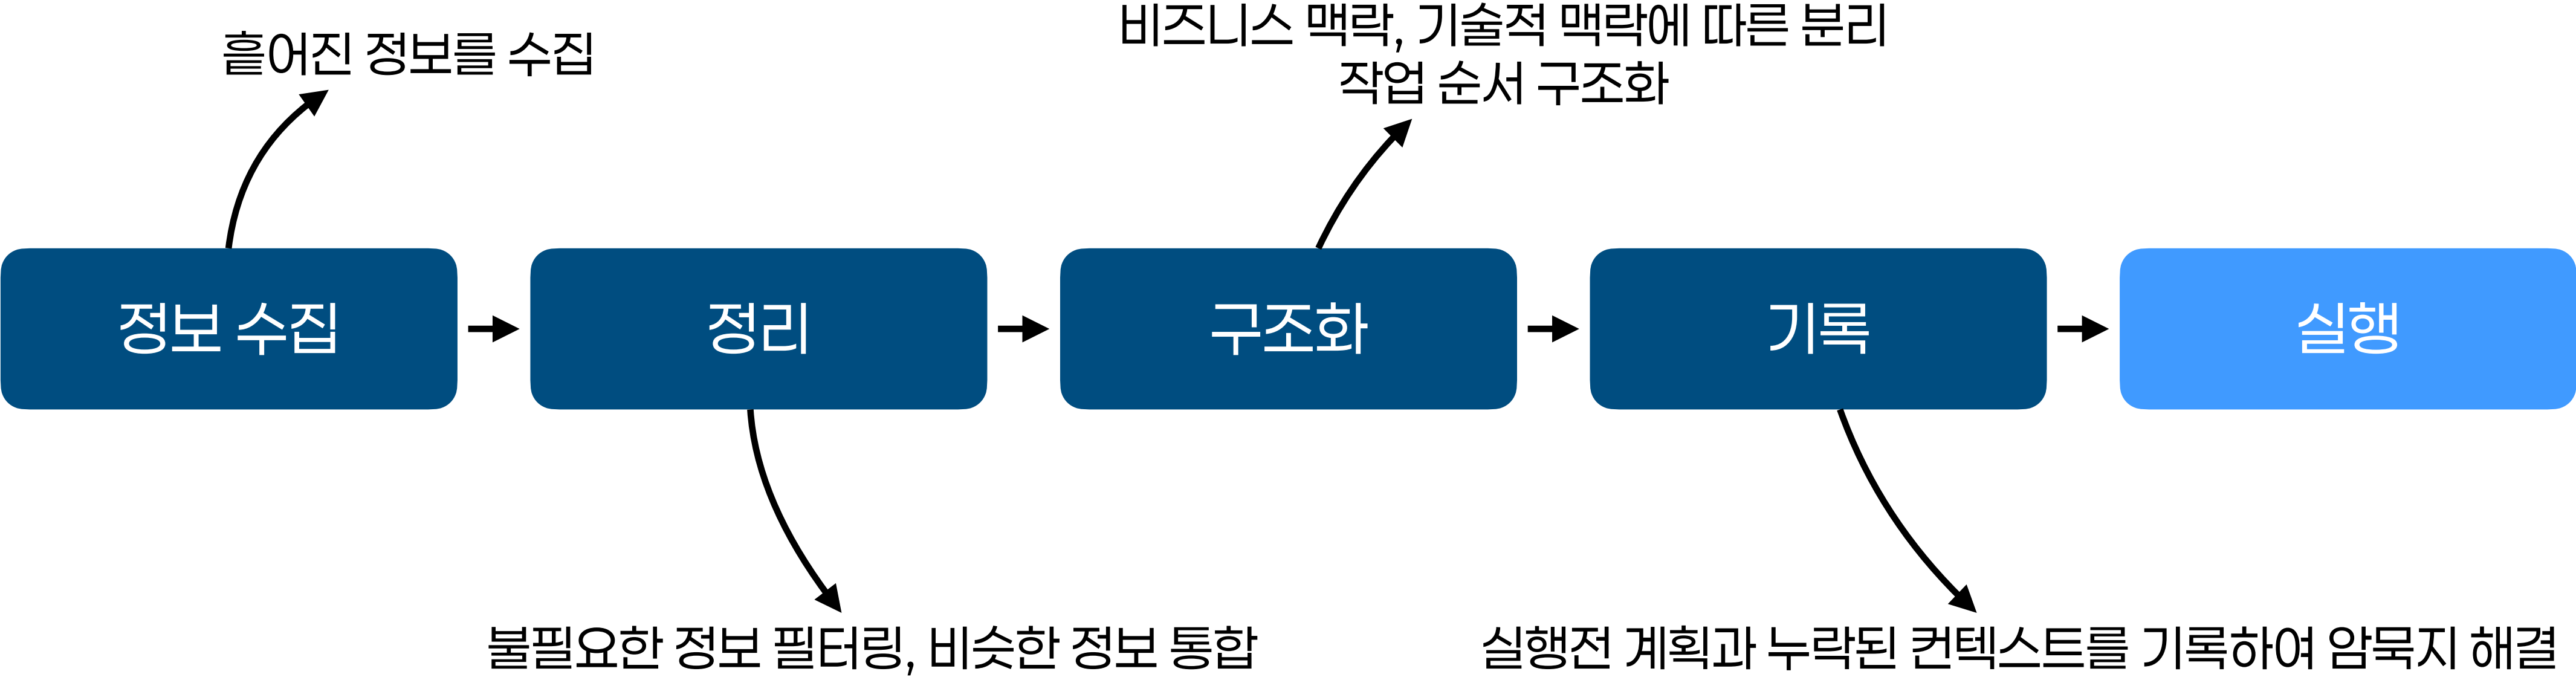 흩어진 정보를 수집
비즈니스 맥락, 기술적 맥락에 따른 분리
작업 순서 구조화
정보 수집
정리
구조화
기록
실행
불필요한 정보 필터링, 비슷한 정보 통합
실행전 계획과 누락된 컨텍스트를 기록하여 암묵지 해결